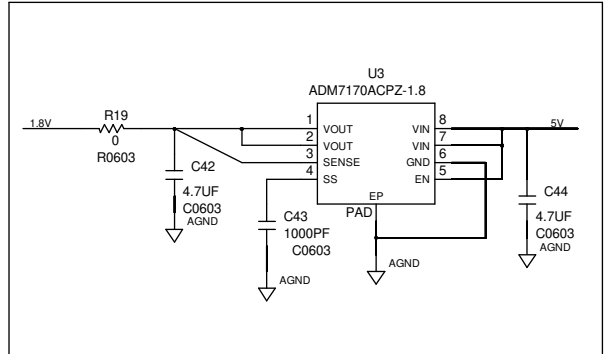 U3
ADM7170ACPZ-1.8
1.8V
R19
0
R0603
1
2
3
4
VOUT
VOUT
SENSE
SS
VIN
VIN
GND
EN
EP
PAD
8
7
6
5
5V
C42
4.7UF
C0603
AGND
C43
1000PF
C0603
AGND
AGND
C44
4.7UF
C0603
AGND